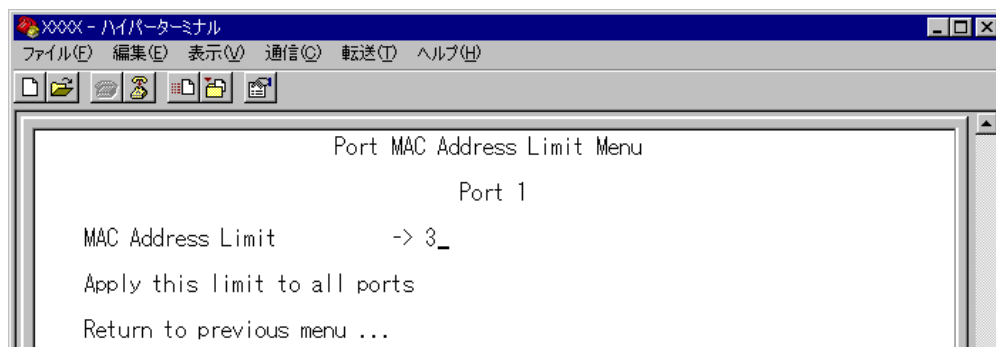 XXXX - ハイパーターミナル
ファイル(F) 編集(E) 表示(V) 通信(C) 転送(T) ヘルプ(H)
Port MAC Address Limit Menu
Port 1
MAC Address Limit -> 3_
Apply this limit to all ports
Return to previous menu ...